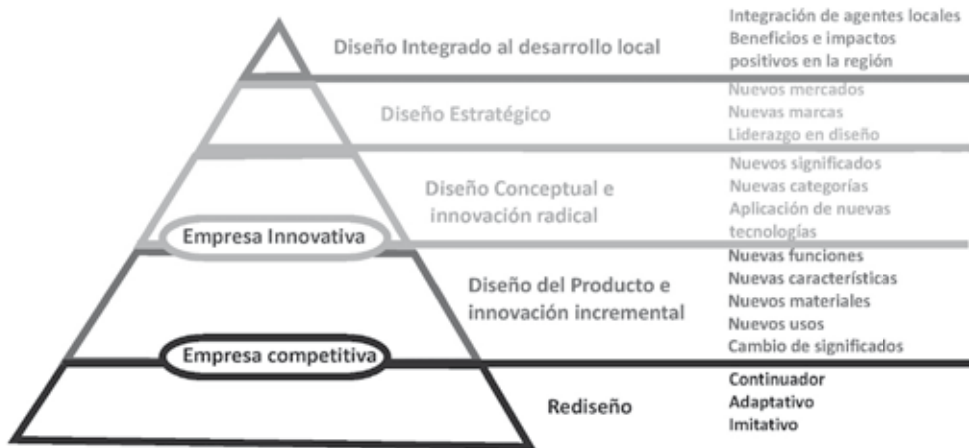 Diseño Integrado al desarrollo local
Integración de agentes locales
Beneficios e impactos
positivos en la región
Diseño Estratégico
Nuevos mercados
Nuevas marcas
Liderazgo en diseño
Diseño Conceptual e
innovación radical
Nuevos significados
Nuevas categorías
Aplicación de nuevas
tecnologías
Empresa Innovativa
Diseño del Producto e
innovación incremental
Nuevas funciones
Nuevas características
Nuevos materiales
Nuevos usos
Cambio de significados
Empresa competitiva
Rediseño
Continuador
Adaptativo
Imitativo